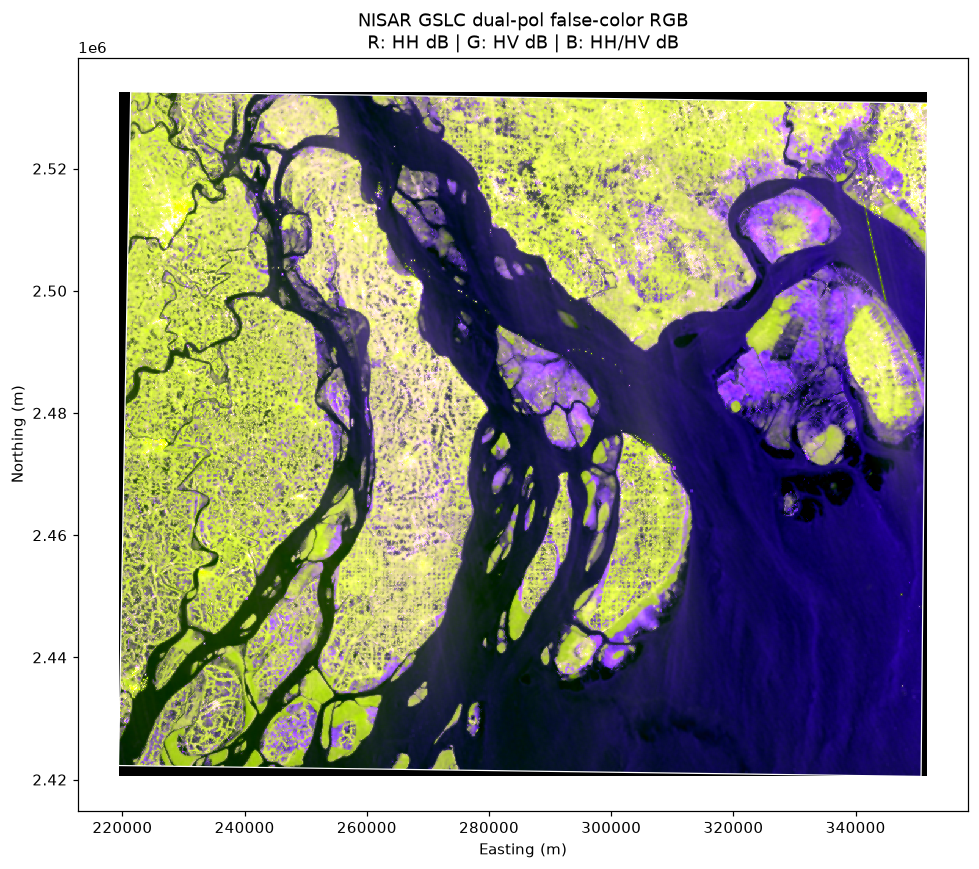 NISAR GSLC dual-pol false-color RGB
R: HH dB | G: HV dB | B: HH/HV dB
1e6
2.52
2.50
2.48
2.46
2.44
2.42
Northing (m)
220000 240000 260000 280000 300000 320000 340000
Easting (m)